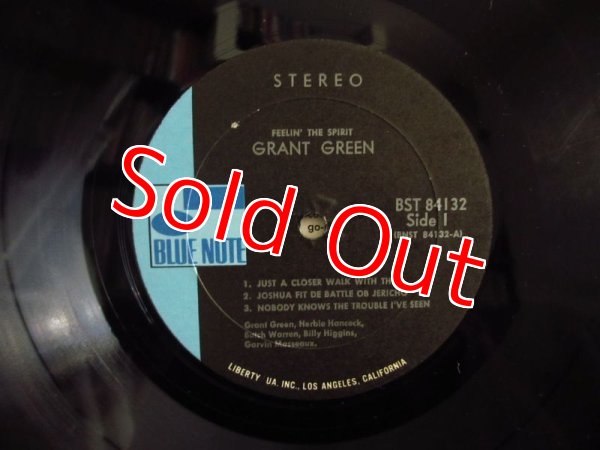 STEREO
FEELIN' THE SPIRIT
GRANT GREEN
BST 84132
Side 1
(BNST 84132-A)
BLUE NOTE
Sold Out
1. JUST A CLOSER WALK WITH
2. JOSHUA FIT DE BATTLE OB JERICHO
3. NOBODY KNOWS THE TROUBLE I'VE SEEN
Grant Green, Herbie Hancock,
Butch Warren, Billy Higgins,
Garvin Masseaux.
LIBERTY UA, INC., LOS ANGELES, CALIFORNIA